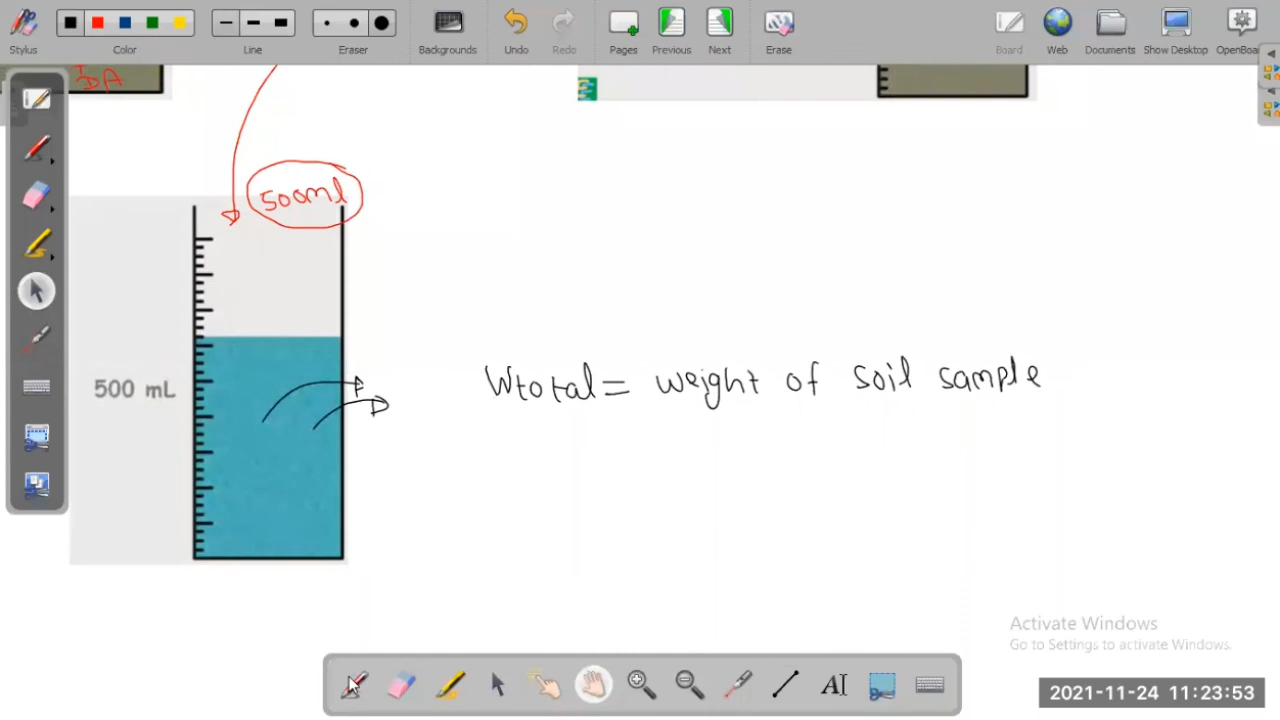 Stylus
Color
Line
Eraser
Backgrounds
Undo
Redo
Pages
Previous
Next
Erase
Board
Web
Documents
Show Desktop
OpenBoa
DA
500ml
500 mL
Wtotal = weight of soil sample
Activate Windows
Go to Settings to activate Windows.
2021-11-24 11:23:53